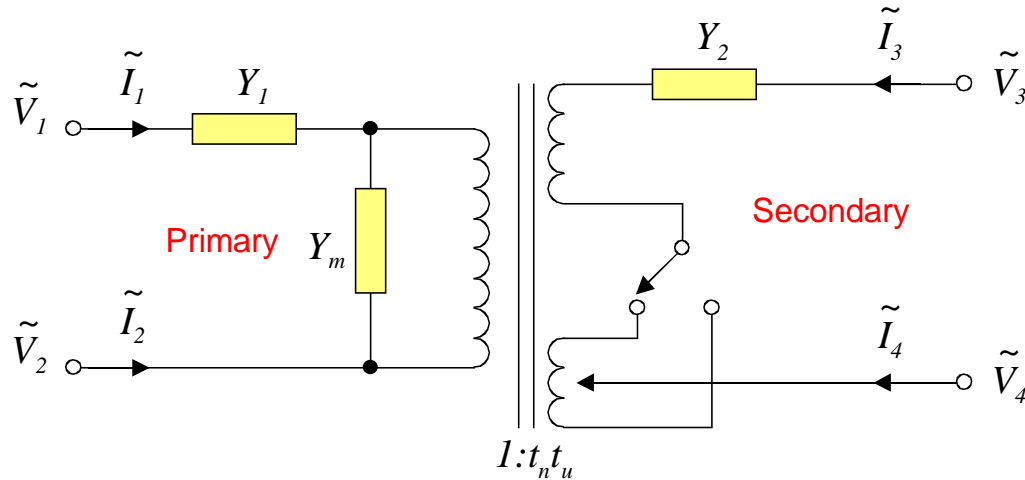 Ṽ₁
Ĩ₁
Y₁
Y₂
Ĩ₃
Ṽ₃
Primary
Yₘ
Secondary
Ṽ₂
Ĩ₂
Ĩ₄
Ṽ₄
1:tₙtᵤ